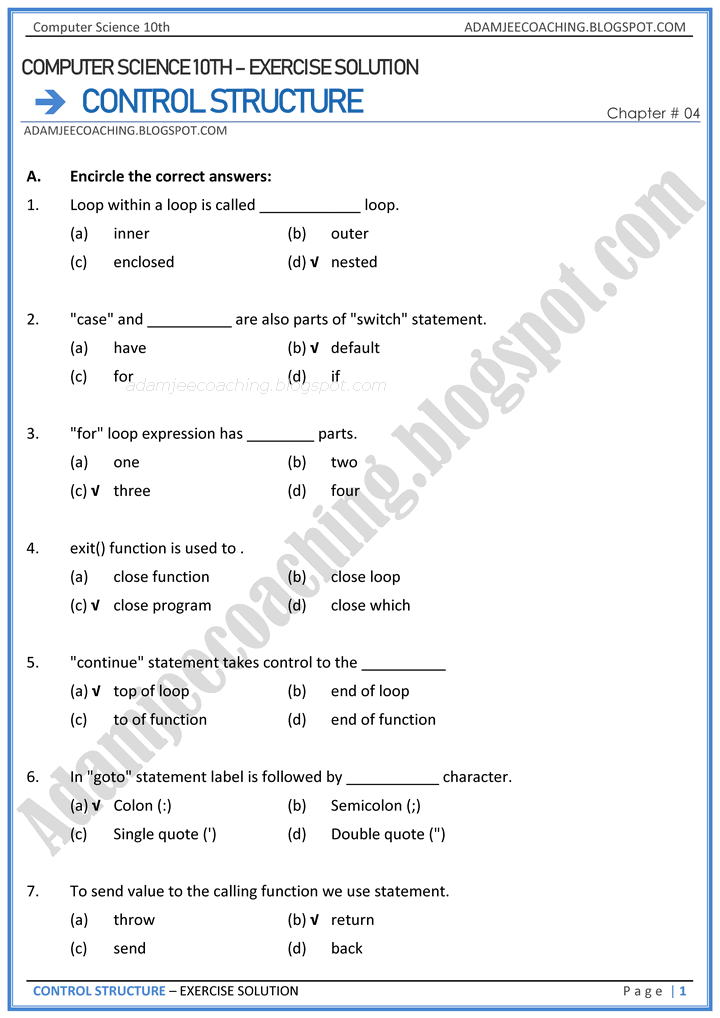 Computer Science 10th ADAMJEECOACHING.BLOGSPOT.COM
COMPUTER SCIENCE 10TH – EXERCISE SOLUTION
➔ CONTROL STRUCTURE
Chapter # 04
ADAMJEECOACHING.BLOGSPOT.COM
A. Encircle the correct answers:
1. Loop within a loop is called ____________ loop.
(a) inner (b) outer
(c) enclosed (d) √ nested
2. "case" and __________ are also parts of "switch" statement.
(a) have (b) √ default
(c) for (d) if
adamjeecoaching.blogspot.com
3. "for" loop expression has ________ parts.
(a) one (b) two
(c) √ three (d) four
4. exit() function is used to .
(a) close function (b) close loop
(c) √ close program (d) close which
5. "continue" statement takes control to the __________
(a) √ top of loop (b) end of loop
(c) to of function (d) end of function
6. In "goto" statement label is followed by ___________ character.
(a) √ Colon (:) (b) Semicolon (;)
(c) Single quote (') (d) Double quote (")
7. To send value to the calling function we use statement.
(a) throw (b) √ return
(c) send (d) back
Adamjeecoaching.blogspot.com
CONTROL STRUCTURE – EXERCISE SOLUTION Page | 1